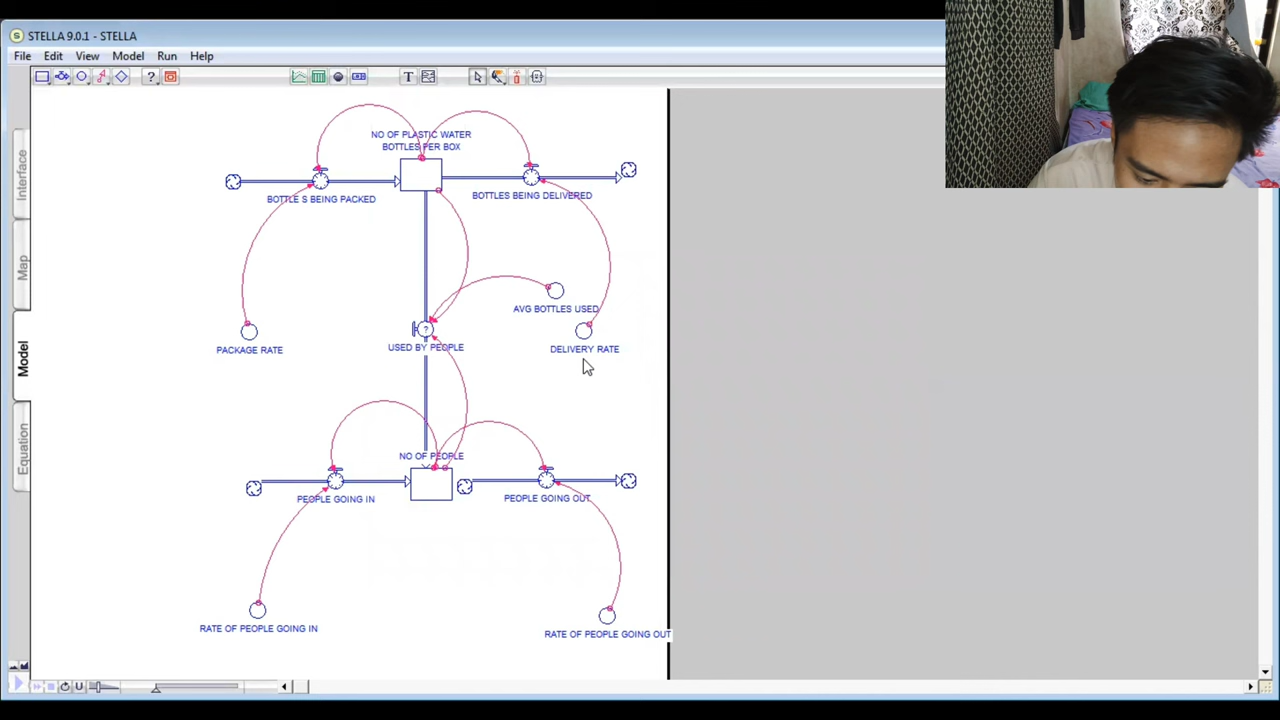 STELLA 9.0.1 - STELLA
File Edit View Model Run Help
Interface
Map
Model
Equation
NO OF PLASTIC WATER
BOTTLES PER BOX
BOTTLE S BEING PACKED
BOTTLES BEING DELIVERED
AVG BOTTLES USED
PACKAGE RATE
?
USED BY PEOPLE
DELIVERY RATE
NO OF PEOPLE
PEOPLE GOING IN
PEOPLE GOING OUT
RATE OF PEOPLE GOING IN
RATE OF PEOPLE GOING OUT